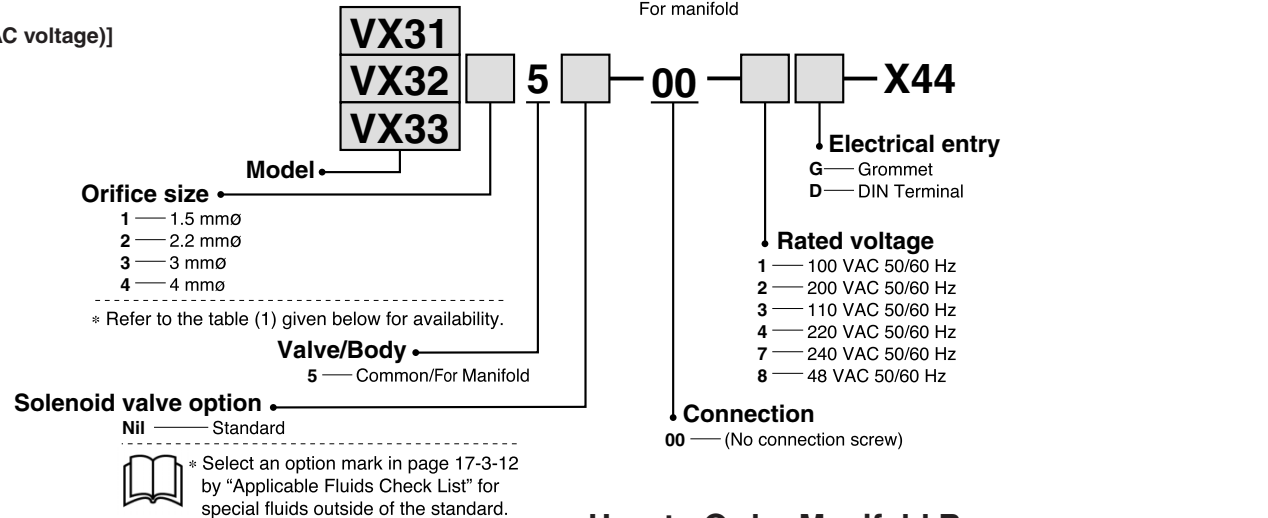 For manifold
AC voltage)]
VX31
VX32
VX33
5
00
X44
Electrical entry
G — Grommet
D — DIN Terminal
Model
Orifice size
1 — 1.5 mmø
2 — 2.2 mmø
3 — 3 mmø
4 — 4 mmø
* Refer to the table (1) given below for availability.
Rated voltage
1 — 100 VAC 50/60 Hz
2 — 200 VAC 50/60 Hz
3 — 110 VAC 50/60 Hz
4 — 220 VAC 50/60 Hz
7 — 240 VAC 50/60 Hz
8 — 48 VAC 50/60 Hz
Valve/Body
5 — Common/For Manifold
Solenoid valve option
Nil — Standard
Connection
00 — (No connection screw)
* Select an option mark in page 17-3-12
by “Applicable Fluids Check List” for
special fluids outside of the standard.